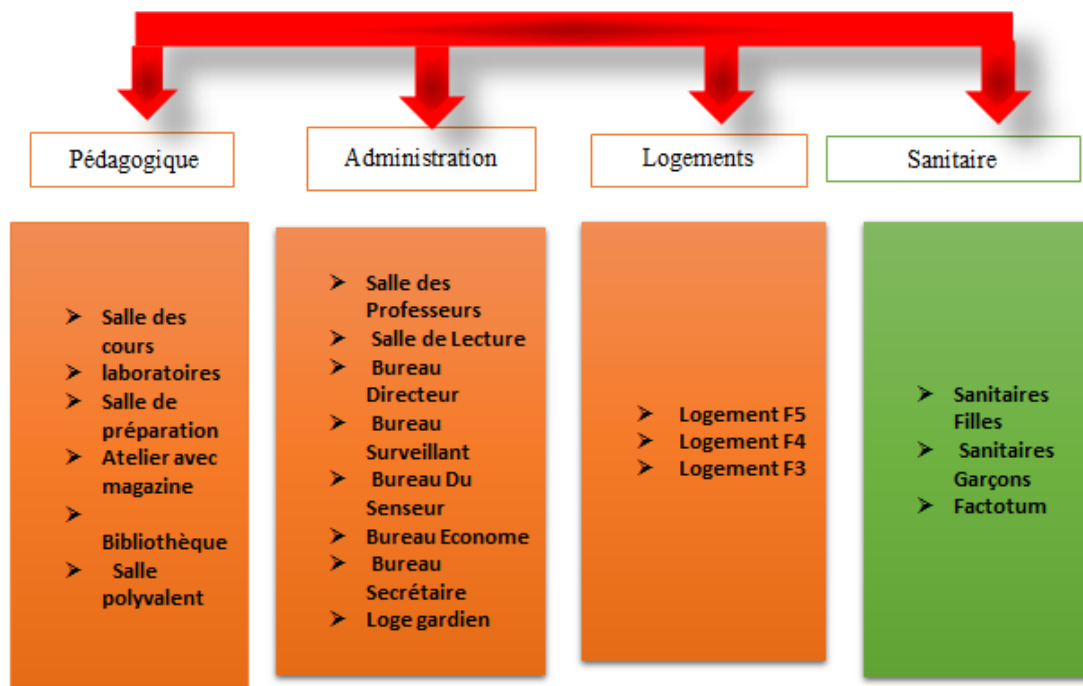 Pédagogique
Administration
Logements
Sanitaire
➢ Salle des
cours
➢ laboratoires
➢ Salle de
préparation
➢ Atelier avec
magazine
➢
Bibliothèque
➢ Salle
polyvalent
➢ Salle des
Professeurs
➢ Salle de Lecture
➢ Bureau
Directeur
➢ Bureau
Surveillant
➢ Bureau Du
Senseur
➢ Bureau Econome
➢ Bureau
Secrétaire
➢ Loge gardien
➢ Logement F5
➢ Logement F4
➢ Logement F3
➢ Sanitaires
Filles
➢ Sanitaires
Garçons
➢ Factotum